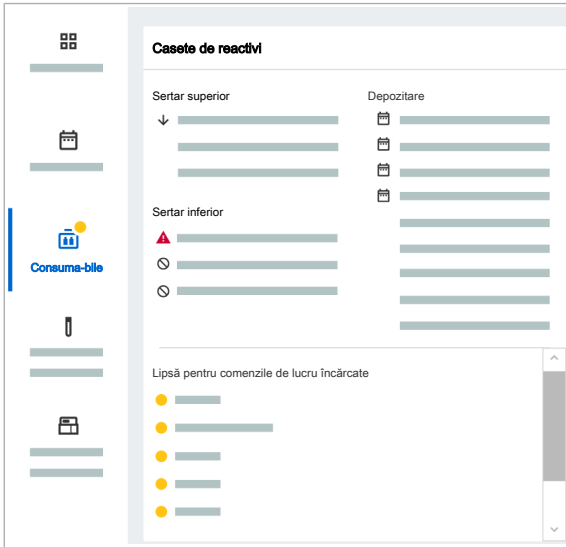 Casete de reactivi
Sertar superior
Depozitare
Sertar inferior
Consuma-bile
Lipsă pentru comenzile de lucru încărcate